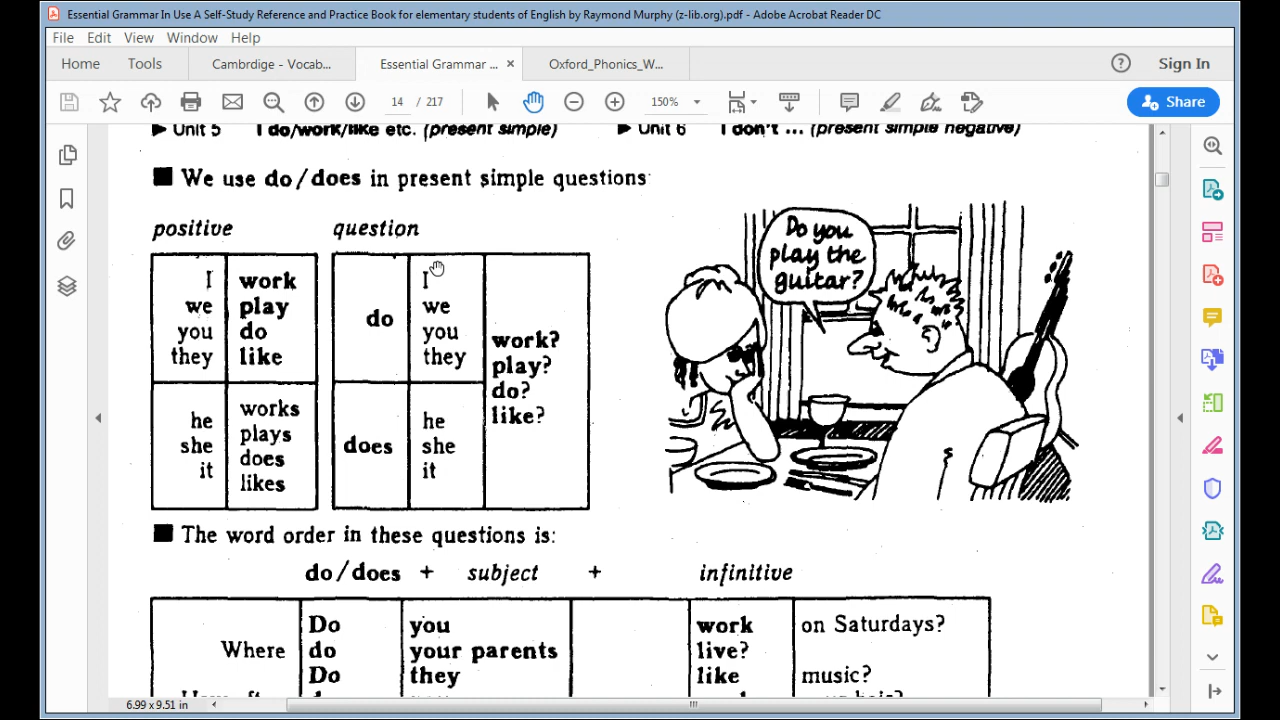 Essential Grammar In Use A Self-Study Reference and Practice Book for elementary students of English by Raymond Murphy (z-lib.org).pdf - Adobe Acrobat Reader DC
File Edit View Window Help
Home Tools Cambrdige - Vocab... Essential Grammar ... × Oxford_Phonics_W... ? Sign In
14 / 217 150% Share
▶ Unit 5 I do/work/like etc. (present simple) ▶ Unit 6 I don't ... (present simple negative)
■ We use do/does in present simple questions
positive question
I work
we play
you do
they like
he works
she plays
it does
likes
do I
we
you
they
does he
she
it
work?
play?
do?
like?
Do you
play the
guitar?
■ The word order in these questions is:
do/does + subject + infinitive
Do you work on Saturdays?
Where do your parents live?
Do they like music?
6.99 x 9.51 in